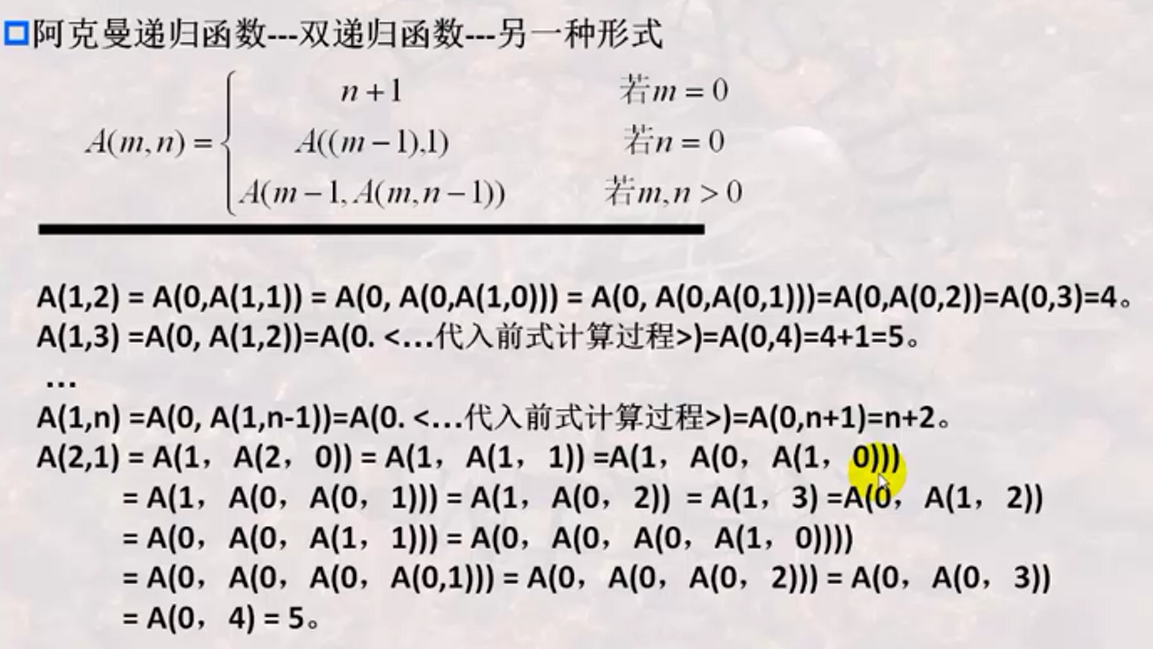 阿克曼递归函数---双递归函数---另一种形式
n+1 若m=0
A(m,n)= A((m-1),1) 若n=0
A(m-1,A(m,n-1)) 若m,n>0
A(1,2) = A(0,A(1,1)) = A(0, A(0,A(1,0))) = A(0, A(0,A(0,1)))=A(0,A(0,2))=A(0,3)=4。
A(1,3) =A(0, A(1,2))=A(0. <…代入前式计算过程>)=A(0,4)=4+1=5。
…
A(1,n) =A(0, A(1,n-1))=A(0. <…代入前式计算过程>)=A(0,n+1)=n+2。
A(2,1) = A(1，A(2，0)) = A(1，A(1，1)) =A(1，A(0，A(1，0)))
= A(1，A(0，A(0，1))) = A(1，A(0，2)) = A(1，3) =A(0，A(1，2))
= A(0，A(0，A(1，1))) = A(0，A(0，A(0，A(1，0))))
= A(0，A(0，A(0，A(0,1))) = A(0，A(0，A(0，2))) = A(0，A(0，3))
= A(0，4) = 5。